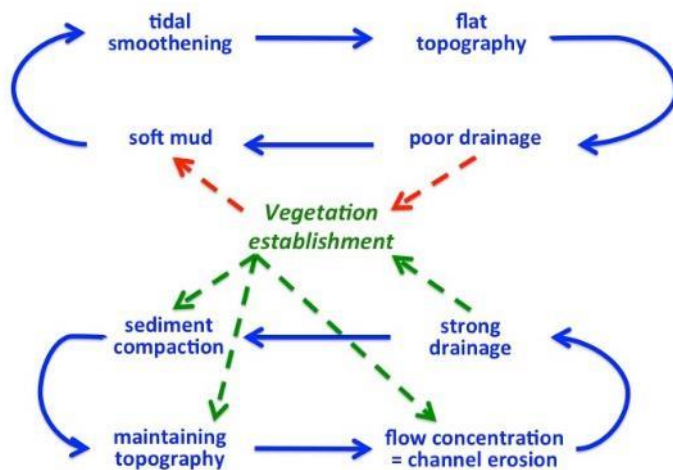 tidal
smoothening
flat
topography
soft mud
poor drainage
Vegetation
establishment
sediment
compaction
strong
drainage
maintaining
topography
flow concentration
= channel erosion